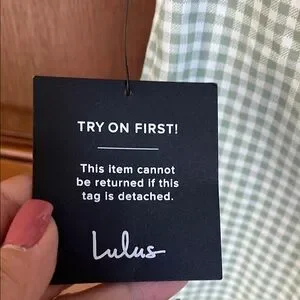 TRY ON FIRST!
This item cannot
be returned if this
tag is detached.
Lulus